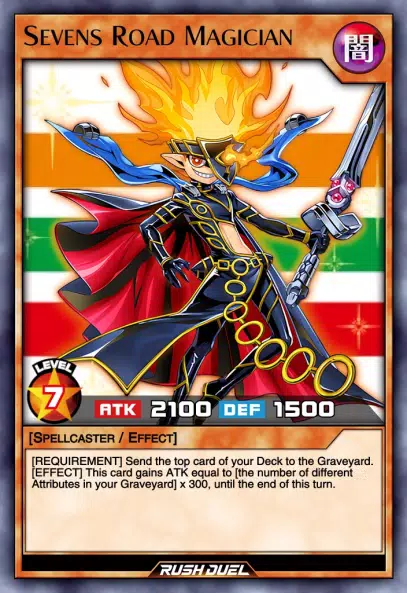 SEVENS ROAD MAGICIAN
闇
LEVEL
7
ATK 2100 DEF 1500
[SPELLCASTER / EFFECT]
[REQUIREMENT] Send the top card of your Deck to the Graveyard.
[EFFECT] This card gains ATK equal to [the number of different
Attributes in your Graveyard] x 300, until the end of this turn.
RUSH DUEL